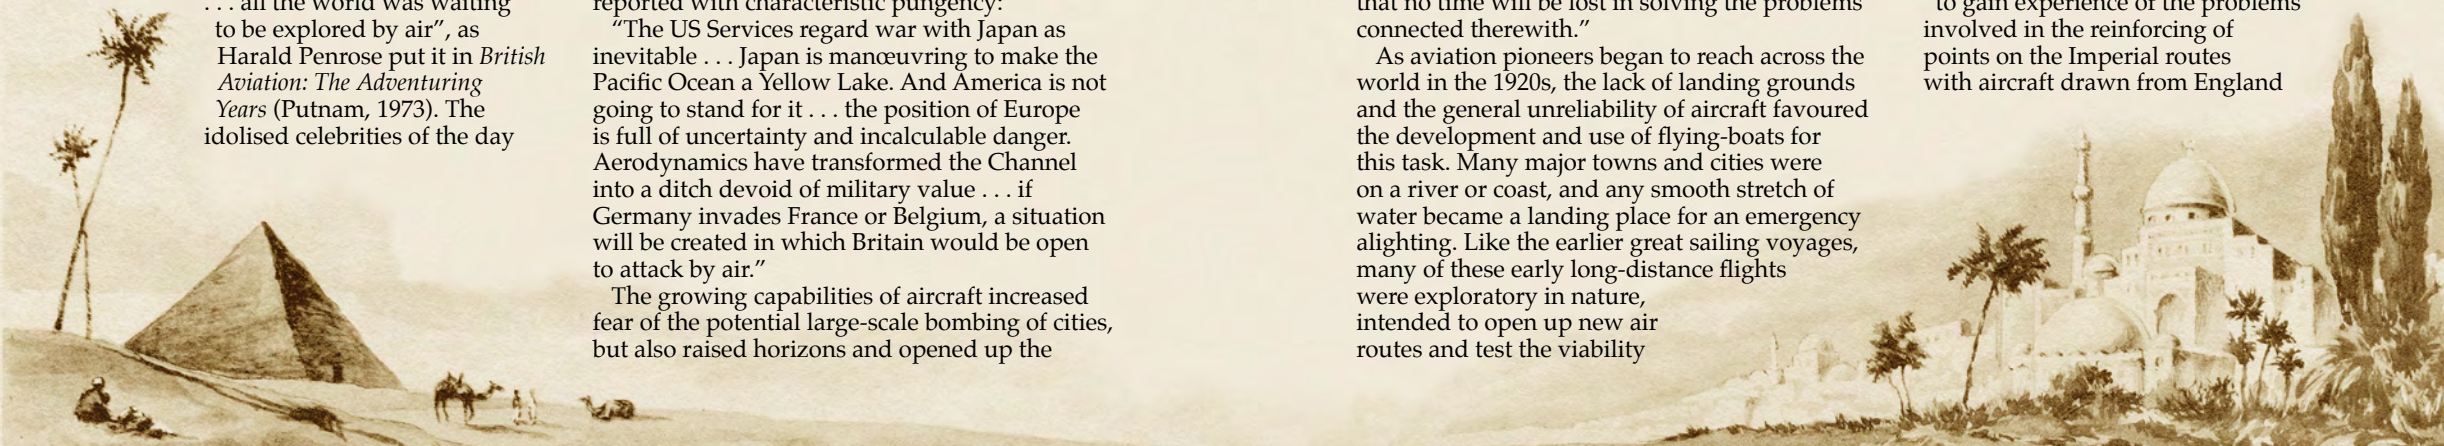 . . . all the world was waiting
to be explored by air”, as
Harald Penrose put it in British
Aviation: The Adventuring
Years (Putnam, 1973). The
idolised celebrities of the day
reported with characteristic pungency:
“The US Services regard war with Japan as
inevitable . . . Japan is manœuvring to make the
Pacific Ocean a Yellow Lake. And America is not
going to stand for it . . . the position of Europe
is full of uncertainty and incalculable danger.
Aerodynamics have transformed the Channel
into a ditch devoid of military value . . . if
Germany invades France or Belgium, a situation
will be created in which Britain would be open
to attack by air.”
The growing capabilities of aircraft increased
fear of the potential large-scale bombing of cities,
but also raised horizons and opened up the
that no time will be lost in solving the problems
connected therewith.”
As aviation pioneers began to reach across the
world in the 1920s, the lack of landing grounds
and the general unreliability of aircraft favoured
the development and use of flying-boats for
this task. Many major towns and cities were
on a river or coast, and any smooth stretch of
water became a landing place for an emergency
alighting. Like the earlier great sailing voyages,
many of these early long-distance flights
were exploratory in nature,
intended to open up new air
routes and test the viability
to gain experience of the problems
involved in the reinforcing of
points on the Imperial routes
with aircraft drawn from England